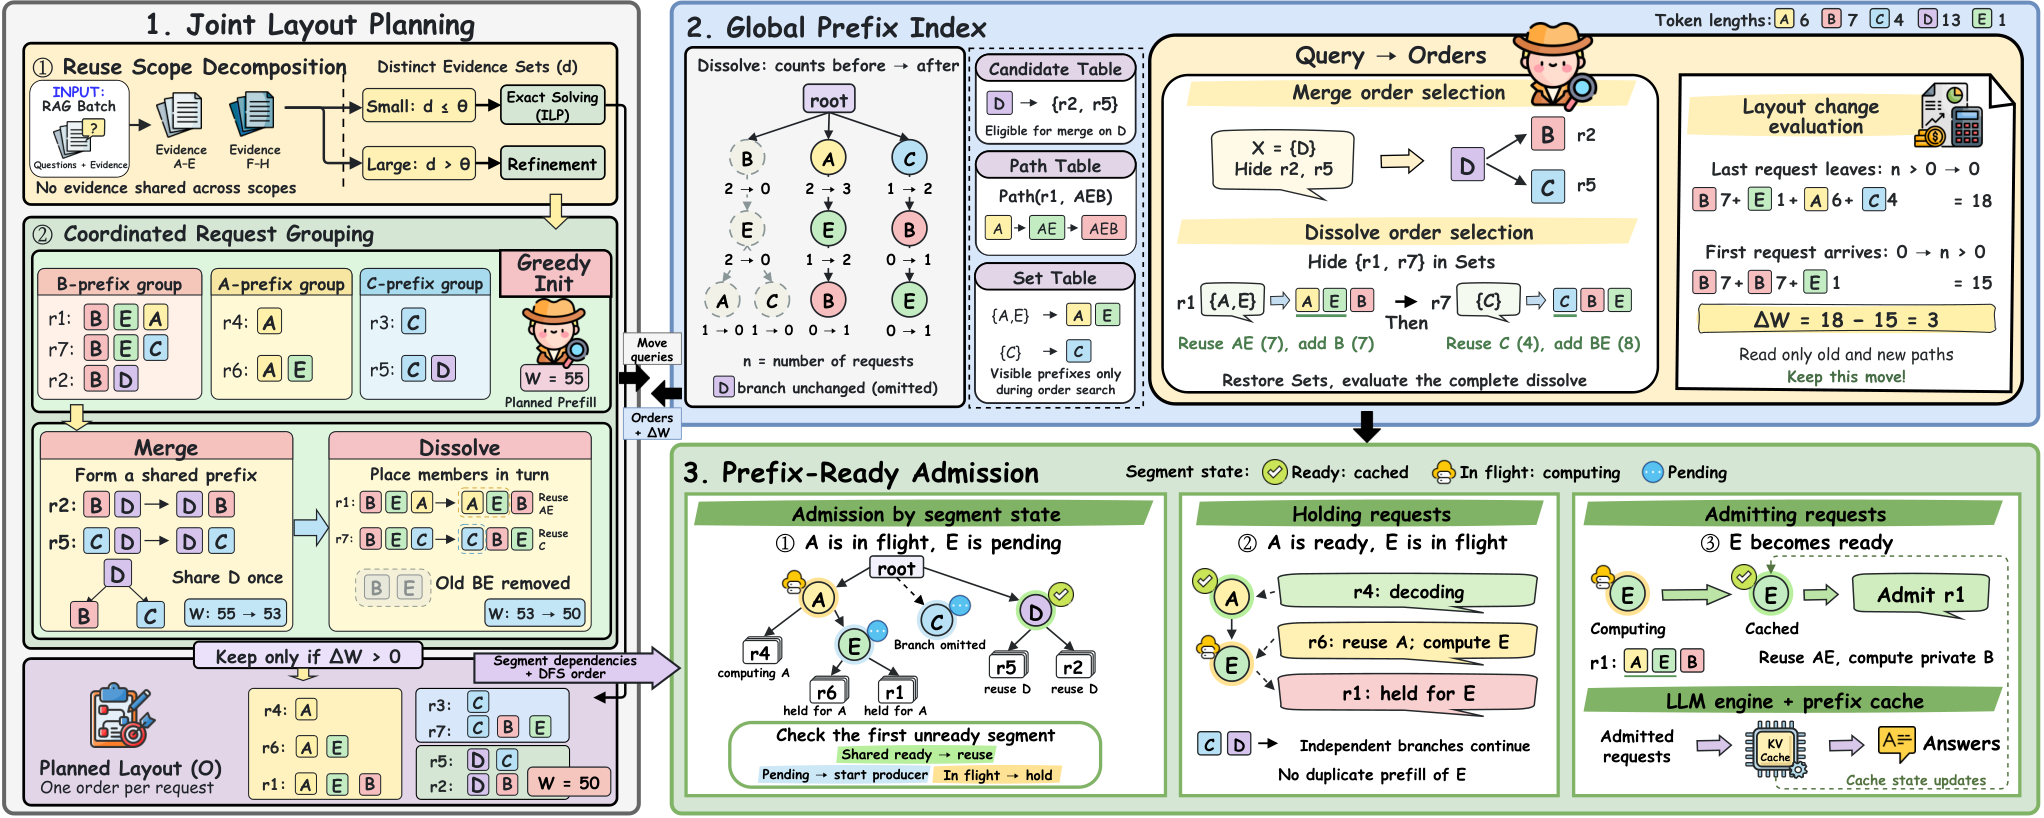 1. Joint Layout Planning
① Reuse Scope Decomposition
INPUT:
RAG Batch
?
Questions + Evidence
Evidence
A-E
Evidence
F-H
No evidence shared across scopes
Distinct Evidence Sets (d)
Small: d ≤ θ
Exact Solving
(ILP)
Large: d > θ
Refinement
② Coordinated Request Grouping
Greedy
Init
B-prefix group
r1: B E A
r7: B E C
r2: B D
A-prefix group
r4: A
r6: A E
C-prefix group
r3: C
r5: C D
W = 55
Planned Prefill
Merge
Form a shared prefix
r2: B D → D B
r5: C D → D C
D
B C
Share D once
W: 55 → 53
Dissolve
Place members in turn
r1: B E A → A E B Reuse
AE
r7: B E C → C B E Reuse
C
B E Old BE removed
W: 53 → 50
Keep only if ΔW > 0
Planned Layout (O)
One order per request
r4: A
r6: A E
r1: A E B
r3: C
r7: C B E
r5: D C
r2: D B
W = 50
Move
queries
Orders
+ ΔW
Segment dependencies
+ DFS order
2. Global Prefix Index
Token lengths: A 6 B 7 C 4 D 13 E 1
Dissolve: counts before → after
root
B A C
2 → 0 2 → 3 1 → 2
E E B
2 → 0 1 → 2 0 → 1
A C B E
1 → 0 1 → 0 0 → 1 0 → 1
n = number of requests
D branch unchanged (omitted)
Candidate Table
D → {r2, r5}
Eligible for merge on D
Path Table
Path(r1, AEB)
A → AE → AEB
Set Table
{A,E} → A E
{C} → C
Visible prefixes only
during order search
Query → Orders
Merge order selection
X = {D}
Hide r2, r5
D
B r2
C r5
Dissolve order selection
Hide {r1, r7} in Sets
r1 {A,E} A E B
Then
r7 {C} C B E
Reuse AE (7), add B (7)
Reuse C (4), add BE (8)
Restore Sets, evaluate the complete dissolve
Layout change
evaluation
Last request leaves: n > 0 → 0
B 7+ E 1+ A 6+ C 4 = 18
First request arrives: 0 → n > 0
B 7+ B 7+ E 1 = 15
ΔW = 18 - 15 = 3
Read only old and new paths
Keep this move!
3. Prefix-Ready Admission
Segment state: Ready: cached In flight: computing Pending
Admission by segment state
① A is in flight, E is pending
root
A
C
D
Branch omitted
E
r4
computing A
r5
reuse D
r2
reuse D
r6
held for A
r1
held for A
Check the first unready segment
Shared ready → reuse
Pending → start producer
In flight → hold
Holding requests
② A is ready, E is in flight
A
E
r4: decoding
r6: reuse A; compute E
r1: held for E
C D → Independent branches continue
No duplicate prefill of E
Admitting requests
③ E becomes ready
E
Computing
E
Cached
Admit r1
r1: A E B
Reuse AE, compute private B
LLM engine + prefix cache
Admitted
requests
KV
Cache
A
Answers
Cache state updates